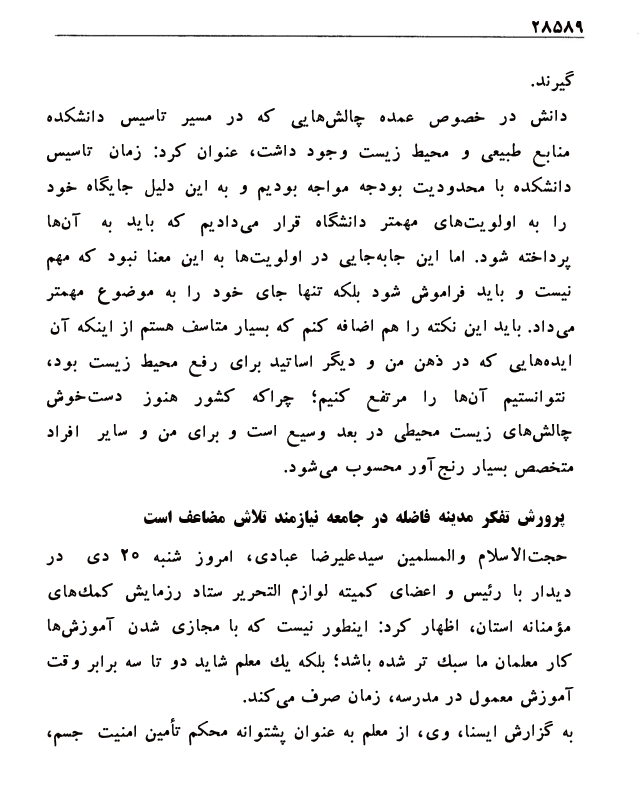 ۲۸۵۸۹
گیرند.
دانش در خصوص عمده چالش‌هایی که در مسیر تاسیس دانشکده
منابع طبیعی و محیط زیست وجود داشت، عنوان کرد: زمان تاسیس
دانشکده با محدودیت بودجه مواجه بودیم و به این دلیل جایگاه خود
را به اولویت‌های مهمتر دانشگاه قرار می‌دادیم که باید به آن‌ها
پرداخته شود. اما این جابه‌جایی در اولویت‌ها به این معنا نبود که مهم
نیست و باید فراموش شود بلکه تنها جای خود را به موضوع مهمتر
می‌داد. باید این نکته را هم اضافه کنم که بسیار متاسف هستم از اینکه آن
ایده‌هایی که در ذهن من و دیگر اساتید برای رفع محیط زیست بود،
نتوانستیم آن‌ها را مرتفع کنیم؛ چراکه کشور هنوز دست‌خوش
چالش‌های زیست محیطی در بعد وسیع است و برای من و سایر افراد
متخصص بسیار رنج‌آور محسوب می‌شود.
پرورش تفکر مدینه فاضله در جامعه نیازمند تلاش مضاعف است
حجت‌الاسلام والمسلمین سیدعلیرضا عبادی، امروز شنبه ۲۵ دی در
دیدار با رئیس و اعضای کمیته لوازم التحریر ستاد رزمایش کمك‌های
مؤمنانه استان، اظهار کرد: اینطور نیست که با مجازی شدن آموزش‌ها
کار معلمان ما سبك تر شده باشد؛ بلکه یك معلم شاید دو تا سه برابر وقت
آموزش معمول در مدرسه، زمان صرف می‌کند.
به گزارش ایسنا، وی، از معلم به عنوان پشتوانه محکم تأمین امنیت جسم،